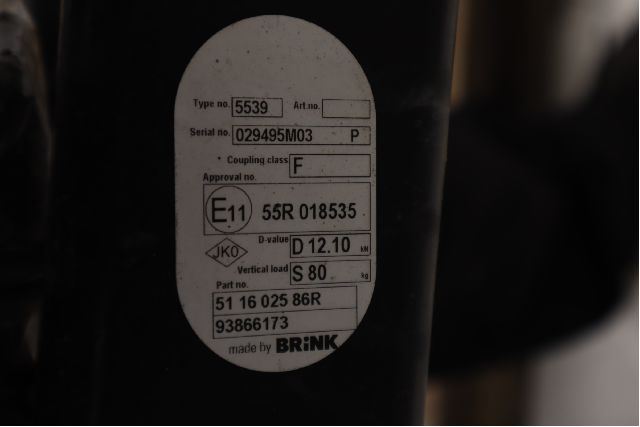 Type no. 5539 Art.no.
Serial no. 029495M03 P
Coupling class F
Approval no.
E11 55R 018535
D-value D 12.10 kN
JKO
Vertical load S 80 kg
Part no.
51 16 025 86R
93866173
made by BRiNK